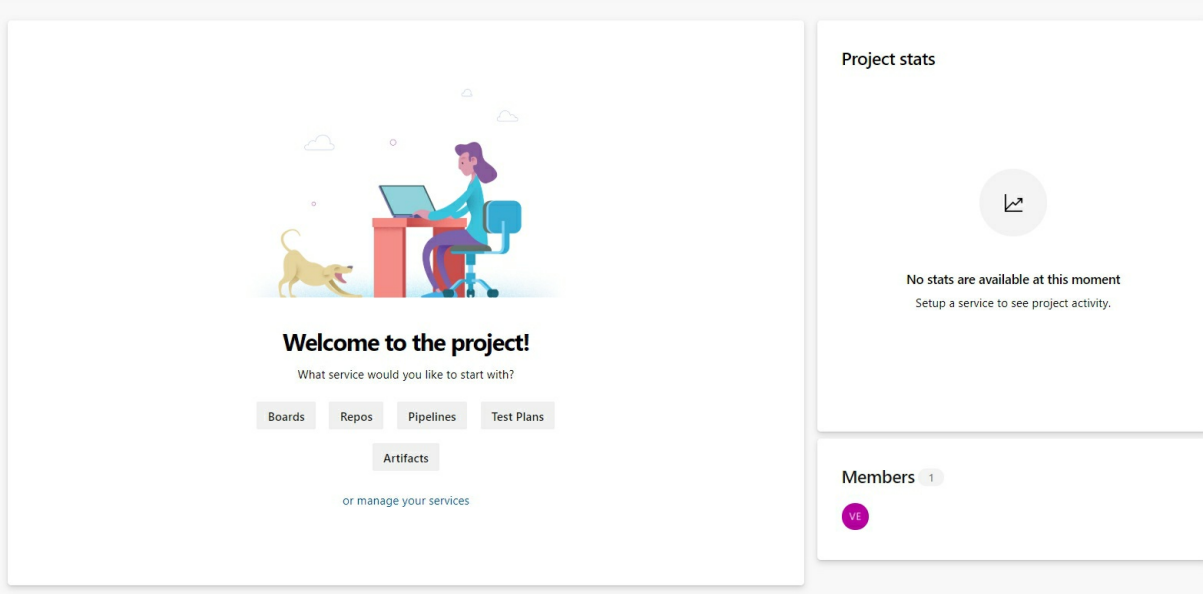 Welcome to the project!
What service would you like to start with?
Boards Repos Pipelines Test Plans
Artifacts
or manage your services
Project stats
No stats are available at this moment
Setup a service to see project activity.
Members 1
VE